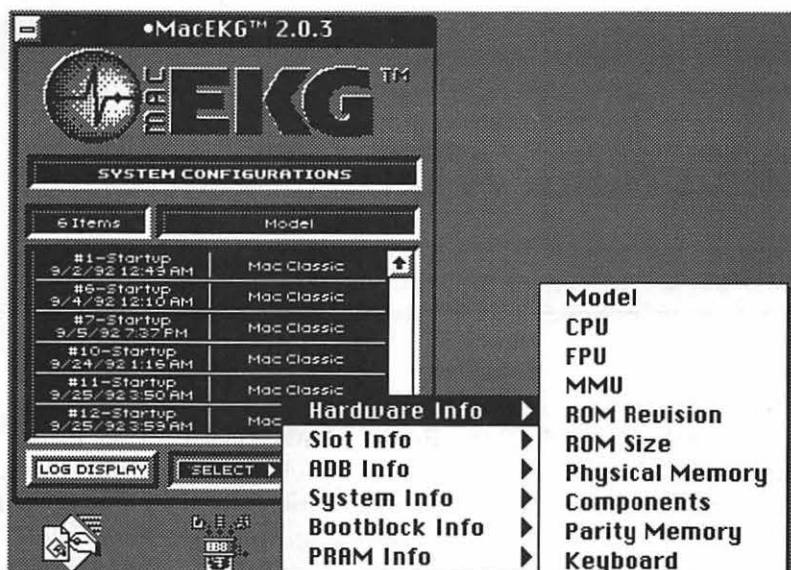 •MacEKG™ 2.0.3
MAC EKG™
SYSTEM CONFIGURATIONS
6 Items Model
#1-Startup
9/2/92 12:49 AM Mac Classic
#6-Startup
9/4/92 12:10 AM Mac Classic
#7-Startup
9/5/92 7:37 PM Mac Classic
#10-Startup
9/24/92 1:16 AM Mac Classic
#11-Startup
9/25/92 3:50 AM Mac Classic
#12-Startup
9/25/92 3:59 AM Mac
LOG DISPLAY SELECT
Hardware Info
Slot Info
ADB Info
System Info
Bootblock Info
PRAM Info
Model
CPU
FPU
MMU
ROM Revision
ROM Size
Physical Memory
Components
Parity Memory
Keyboard